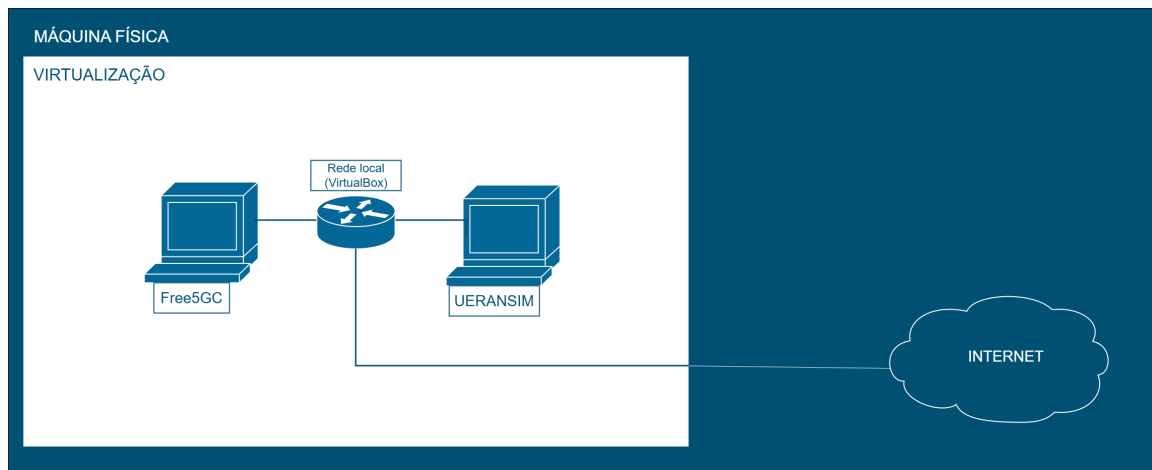 MÁQUINA FÍSICA
VIRTUALIZAÇÃO
Rede local
(VirtualBox)
Free5GC
UERANSIM
INTERNET